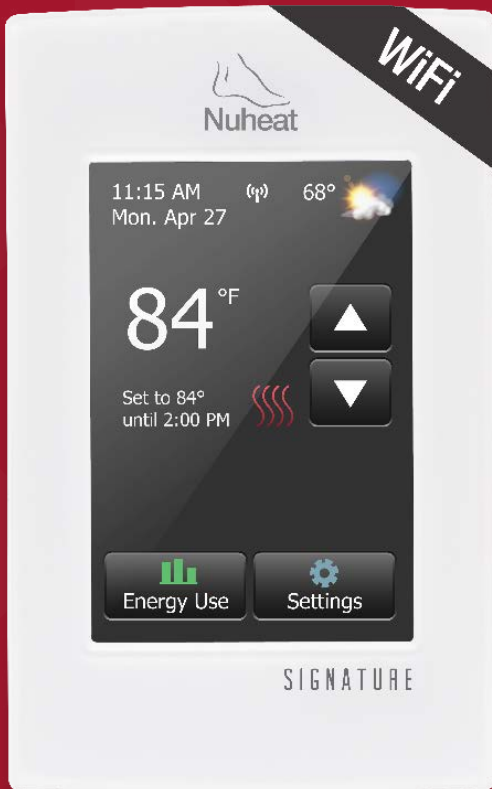 WiFi
Nuheat
11:15 AM 68°
Mon. Apr 27
84°F
Set to 84°
until 2:00 PM
Energy Use
Settings
SIGNATURE